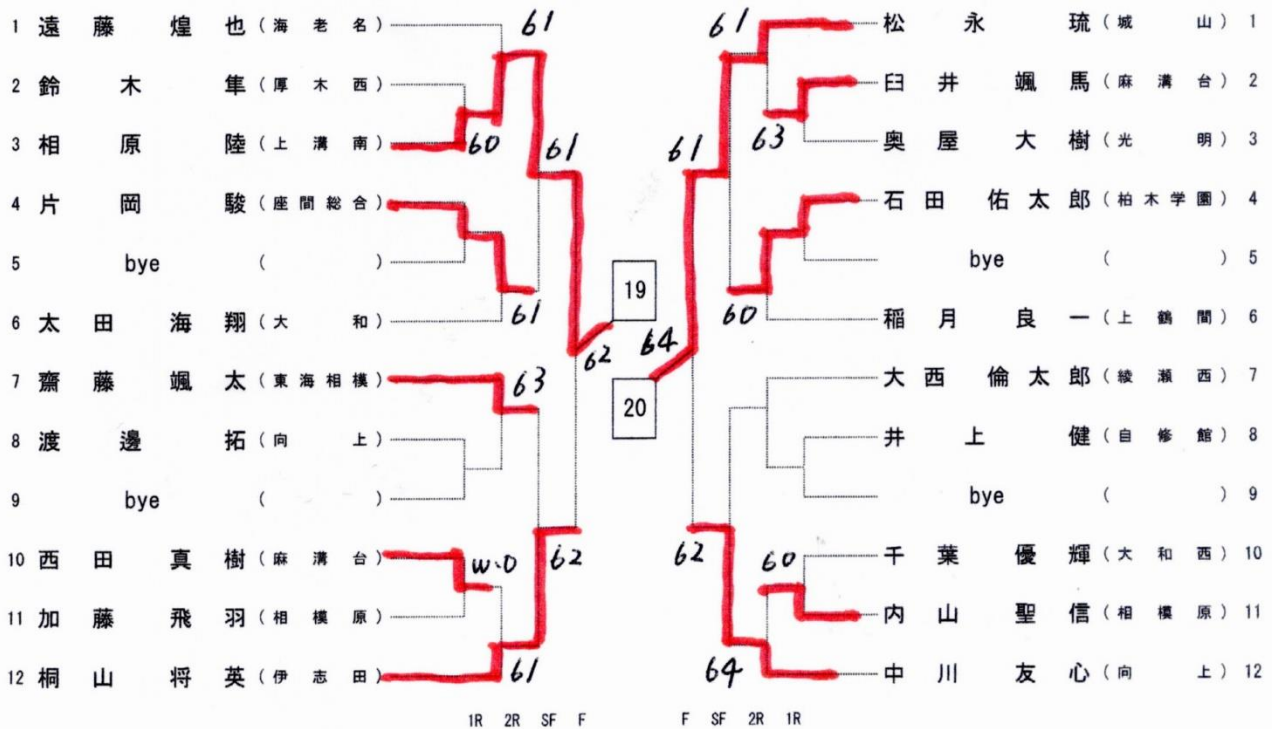 1 遠藤煌也 (海老名)
2 鈴木隼 (厚木西)
3 相原陸 (上溝南)
4 片岡駿 (座間総合)
5 bye ( )
6 太田海翔 (大和)
7 齋藤颯太 (東海相模)
8 渡邊拓 (向上)
9 bye ( )
10 西田真樹 (麻溝台)
11 加藤飛羽 (相模原)
12 桐山将英 (伊志田)
61
60
61
61
62
63
W.O
62
61
19
20
1R 2R SF F
松永琉 (城山) 1
臼井颯馬 (麻溝台) 2
奥屋大樹 (光明) 3
石田佑太郎 (柏木学園) 4
bye ( ) 5
稲月良一 (上鶴間) 6
大西倫太郎 (綾瀬西) 7
井上健 (自修館) 8
bye ( ) 9
千葉優輝 (大和西) 10
内山聖信 (相模原) 11
中川友心 (向上) 12
61
63
61
60
64
62
60
64
F SF 2R 1R